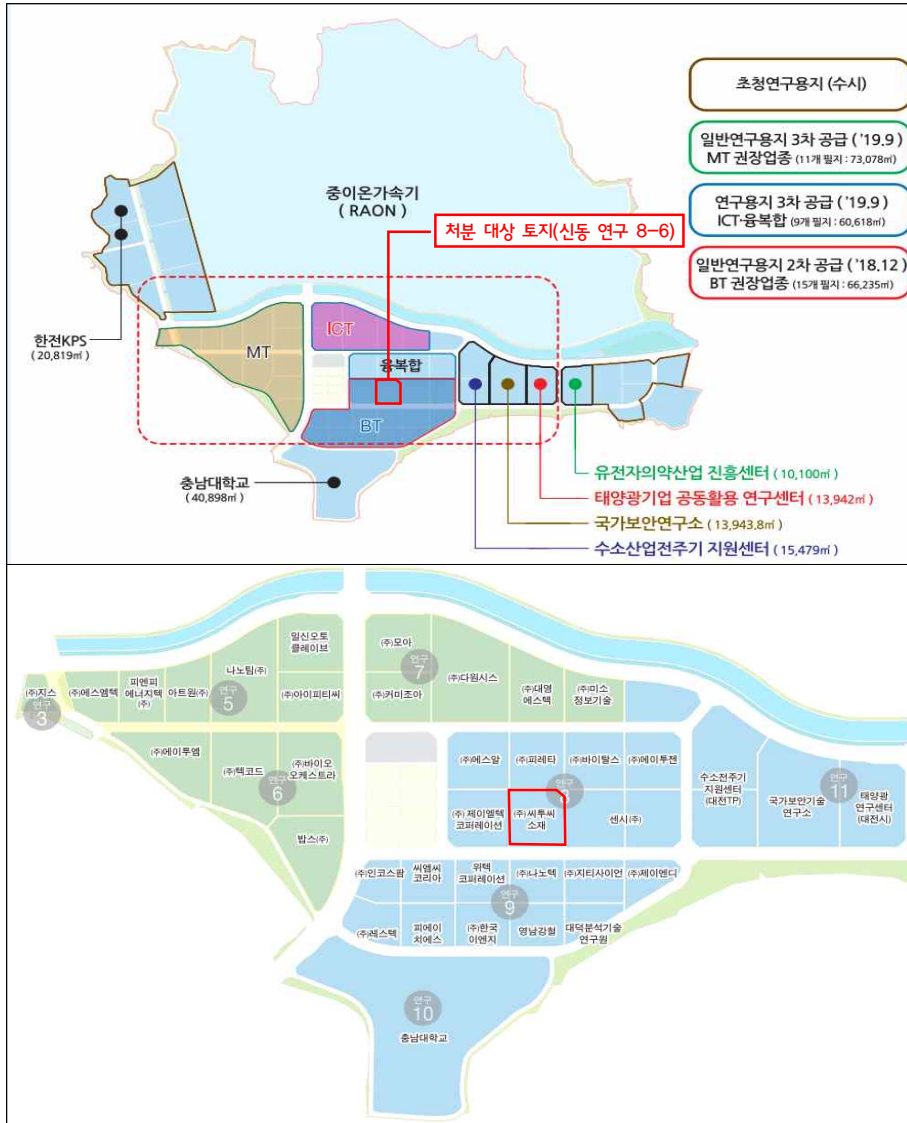 초청연구용지 (수시)
일반연구용지 3차 공급 ( '19.9 )
MT 권장업종 (11개 필지 : 73,078㎡)
연구용지 3차 공급 ( '19.9 )
ICT·융복합 (9개 필지 : 60,618㎡)
일반연구용지 2차 공급 ( '18.12 )
BT 권장업종 (15개 필지 : 66,235㎡)
중이온가속기
( RAON )
처분 대상 토지(신동 연구 8-6)
한전KPS
( 20,819㎡ )
MT
ICT
융복합
BT
충남대학교
( 40,898㎡ )
유전자의약산업 진흥센터 ( 10,100㎡ )
태양광기업 공동활용 연구센터 ( 13,942㎡ )
국가보안연구소 ( 13,943.8㎡ )
수소산업전주기 지원센터 ( 15,479㎡ )
(주)지스
연구
3
(주)에스엠텍
피엔피
에너지텍
(주)
아트원(주)
나노팀(주)
연구
5
일신오토
클레이브
(주)아이피티씨
(주)에이투엠
(주)텍코드
(주)바이오
오케스트라
연구
6
밥스(주)
(주)모아
연구
7
(주)커미조아
(주)다원시스
(주)대영
에스텍
(주)미소
정보기술
(주)에스알
(주)피레타
(주)바이탈스
(주)에이투젠
연구
8
(주)제이엘텍
코퍼레이션
(주)씨투씨
소재
센시(주)
수소전주기
지원센터
(대전TP)
국가보안기술
연구소
연구
11
태양광
연구센터
(대전시)
(주)인코스팜
씨엠씨
코리아
위텍
코퍼레이션
(주)나노텍
(주)지티사이언
(주)제이엔디
연구
9
(주)레스텍
피에이
치에스
(주)한국
이엔지
영남강철
대덕분석기술
연구원
연구
10
충남대학교